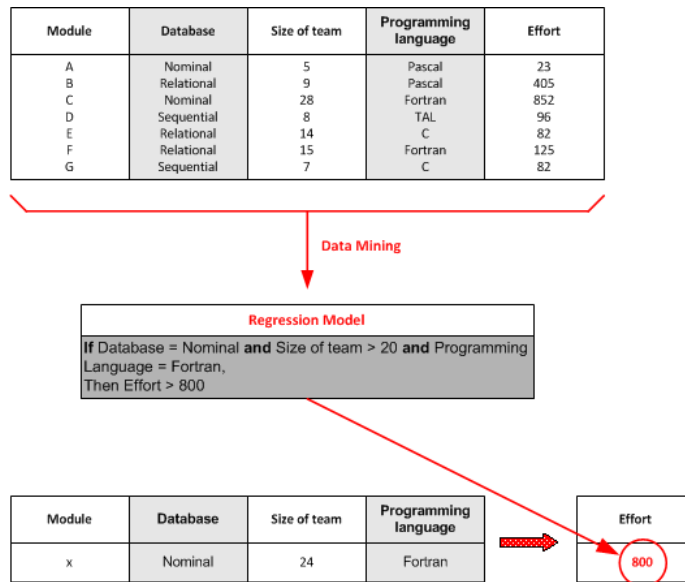 Module Database Size of team Programming language Effort
A Nominal 5 Pascal 23
B Relational 9 Pascal 405
C Nominal 28 Fortran 852
D Sequential 8 TAL 96
E Relational 14 C 82
F Relational 15 Fortran 125
G Sequential 7 C 82
Data Mining
Regression Model
If Database = Nominal and Size of team > 20 and Programming
Language = Fortran,
Then Effort > 800
Module Database Size of team Programming language Effort
x Nominal 24 Fortran 800